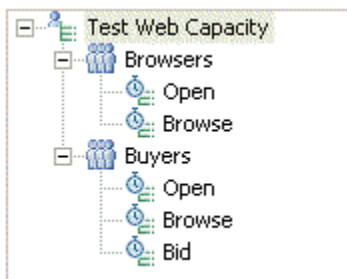 Test Web Capacity
Browsers
Open
Browse
Buyers
Open
Browse
Bid